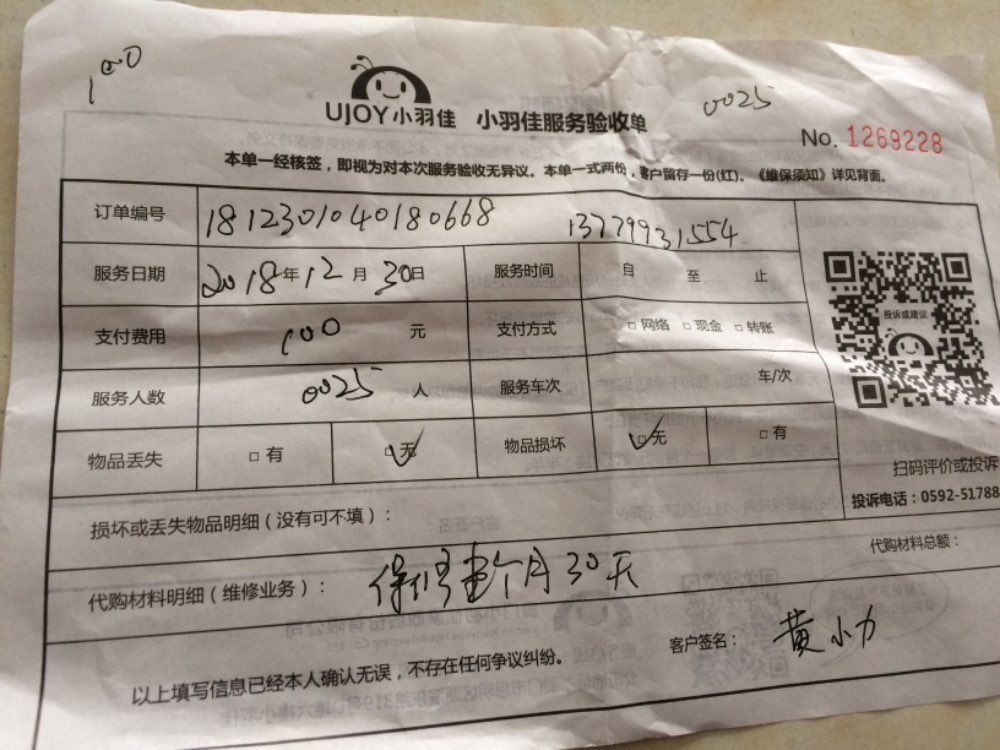 100
UJOY小羽佳 小羽佳服务验收单
0025
No. 1269228
本单一经核签，即视为对本次服务验收无异议。本单一式两份，客户留存一份(红)。《维保须知》详见背面。
订单编号 1812301040180668 13779931554
服务日期 2018年12月30日 服务时间 自 至 止
投诉或建议
支付费用 100 元 支付方式 □网络 □现金 □转账
服务人数 0025 人 服务车次 车/次
物品丢失 □有 ☑无 物品损坏 ☑无 □有
扫码评价或投诉
投诉电话：0592-51788
损坏或丢失物品明细（没有可不填）：
代购材料总额：
代购材料明细（维修业务）： 保修 个月30天
客户签名： 黄小力
以上填写信息已经本人确认无误，不存在任何争议纠纷。